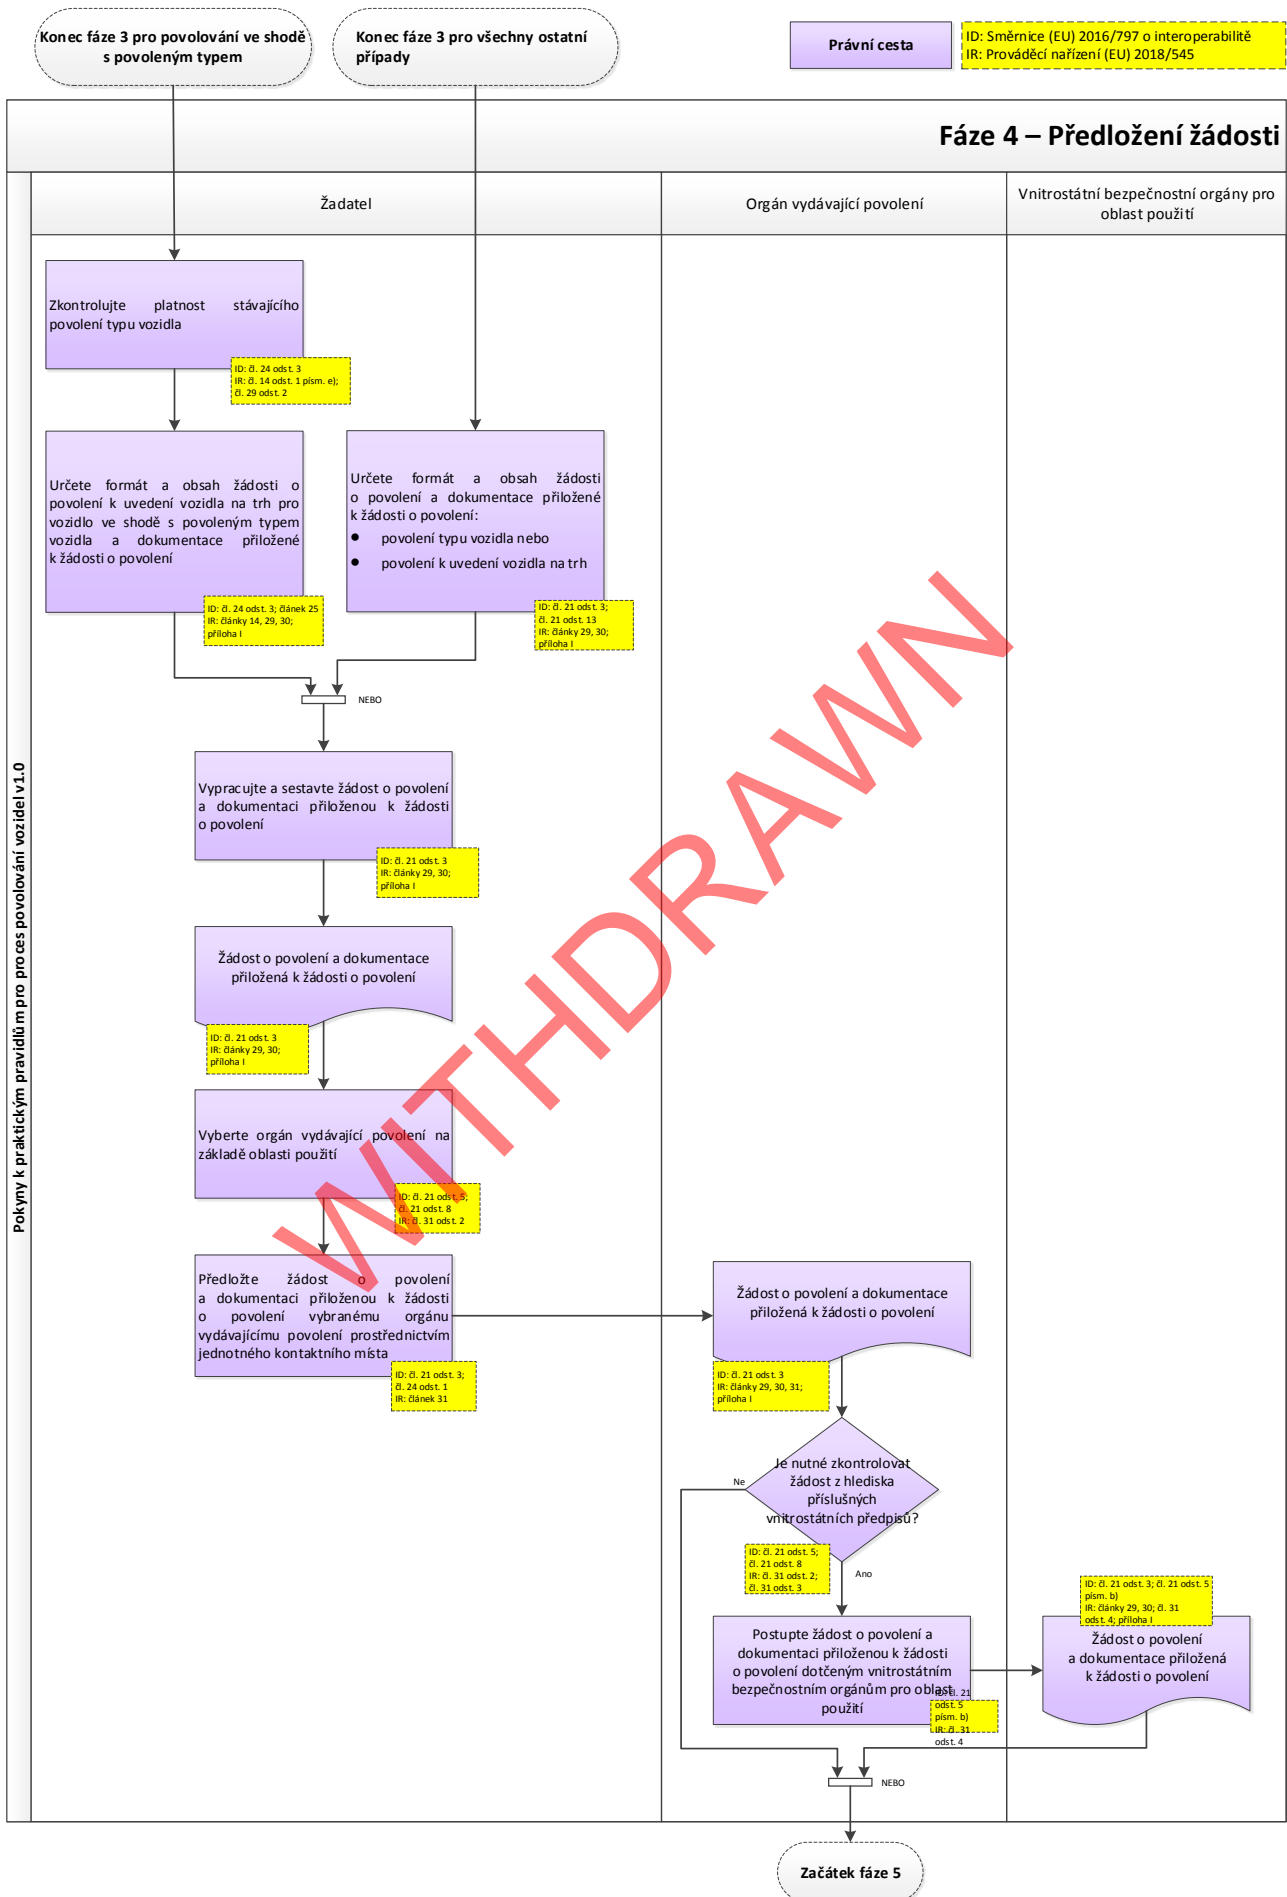 Konec fáze 3 pro povolování ve shodě
s povoleným typem
Konec fáze 3 pro všechny ostatní
případy
Právní cesta
ID: Směrnice (EU) 2016/797 o interoperabilitě
IR: Prováděcí nařízení (EU) 2018/545
Fáze 4 – Předložení žádosti
Pokyny k praktickým pravidlům pro proces povolování vozidel v1.0
Žadatel
Orgán vydávající povolení
Vnitrostátní bezpečnostní orgány pro
oblast použití
Zkontrolujte platnost stávajícího
povolení typu vozidla
ID: čl. 24 odst. 3
IR: čl. 14 odst. 1 písm. e);
čl. 29 odst. 2
Určete formát a obsah žádosti o
povolení k uvedení vozidla na trh pro
vozidlo ve shodě s povoleným typem
vozidla a dokumentace přiložené
k žádosti o povolení
ID: čl. 24 odst. 3; článek 25
IR: články 14, 29, 30;
příloha I
Určete formát a obsah žádosti
o povolení a dokumentace přiložené
k žádosti o povolení:
● povolení typu vozidla nebo
● povolení k uvedení vozidla na trh
ID: čl. 21 odst. 3;
čl. 21 odst. 13
IR: články 29, 30;
příloha I
NEBO
Vypracujte a sestavte žádost o povolení
a dokumentaci přiloženou k žádosti
o povolení
ID: čl. 21 odst. 3
IR: články 29, 30;
příloha I
Žádost o povolení a dokumentace
přiložená k žádosti o povolení
ID: čl. 21 odst. 3
IR: články 29, 30;
příloha I
Vyberte orgán vydávající povolení na
základě oblasti použití
ID: čl. 21 odst. 5;
čl. 21 odst. 8
IR: čl. 31 odst. 2
Předložte žádost o povolení
a dokumentaci přiloženou k žádosti
o povolení vybranému orgánu
vydávajícímu povolení prostřednictvím
jednotného kontaktního místa
ID: čl. 21 odst. 3;
čl. 24 odst. 1
IR: článek 31
Žádost o povolení a dokumentace
přiložená k žádosti o povolení
ID: čl. 21 odst. 3
IR: články 29, 30, 31;
příloha I
Je nutné zkontrolovat
žádost z hlediska
příslušných
vnitrostátních předpisů?
Ne
ID: čl. 21 odst. 5;
čl. 21 odst. 8
IR: čl. 31 odst. 2;
čl. 31 odst. 3
Ano
Postupte žádost o povolení a
dokumentaci přiloženou k žádosti
o povolení dotčeným vnitrostátním
bezpečnostním orgánům pro oblast
použití
ID: čl. 21
odst. 5
písm. b)
IR: čl. 31
odst. 4
ID: čl. 21 odst. 3; čl. 21 odst. 5
písm. b)
IR: články 29, 30; čl. 31
odst. 4; příloha I
Žádost o povolení
a dokumentace přiložená
k žádosti o povolení
NEBO
Začátek fáze 5
WITHDRAWN